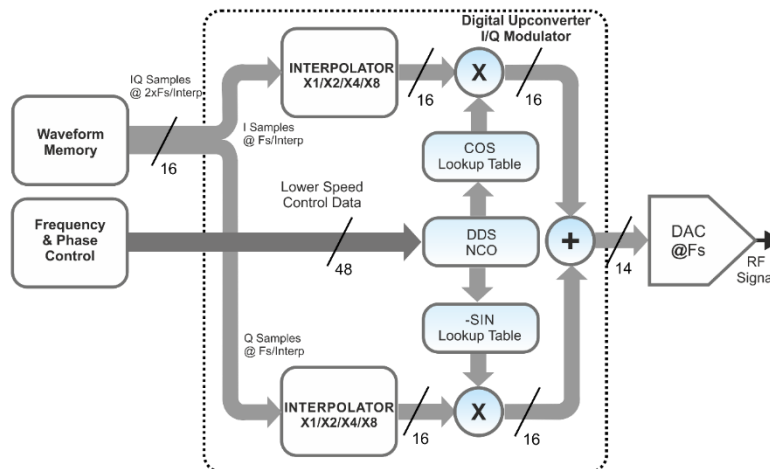 Digital Upconverter
I/Q Modulator
IQ Samples
@ 2xFs/Interp
INTERPOLATOR
X1/X2/X4/X8
16
X
16
Waveform
Memory
16
I Samples
@ Fs/Interp
COS
Lookup Table
Frequency
& Phase
Control
Lower Speed
Control Data
48
DDS
NCO
+
14
DAC
@Fs
RF
Signal
-SIN
Lookup Table
Q Samples
@ Fs/Interp
INTERPOLATOR
X1/X2/X4/X8
16
X
16